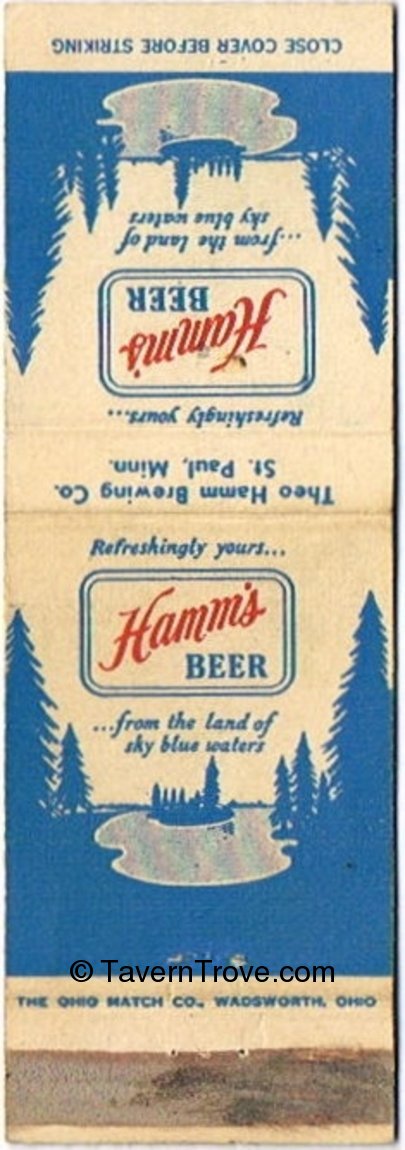 CLOSE COVER BEFORE STRIKING
...from the land of
sky blue waters
Hamm's
BEER
Refreshingly yours...
Theo Hamm Brewing Co.
St. Paul, Minn.
Refreshingly yours...
Hamm's
BEER
...from the land of
sky blue waters
© TavernTrove.com
THE OHIO MATCH CO., WADSWORTH, OHIO